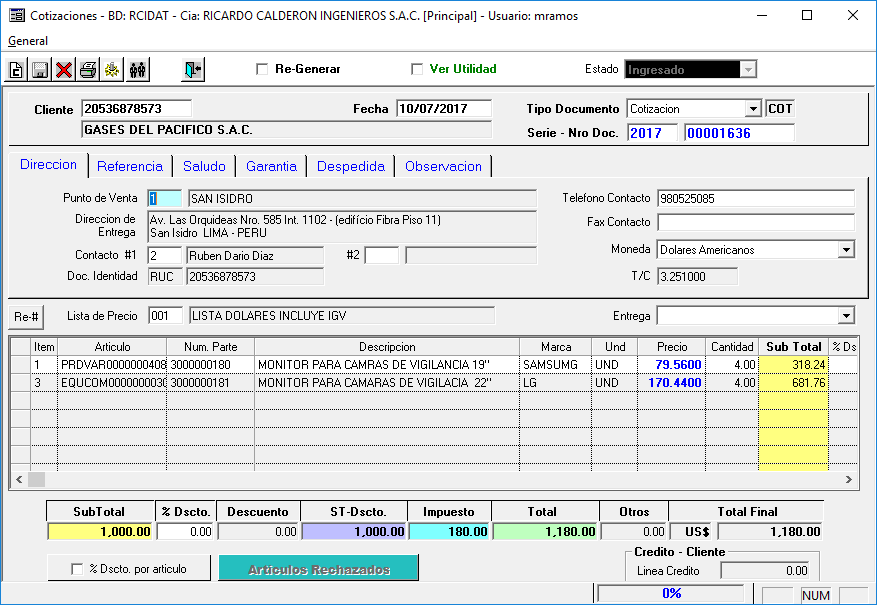 Cotizaciones - BD: RCIDAT - Cia: RICARDO CALDERON INGENIEROS S.A.C. [Principal] - Usuario: mramos
General
Re-Generar Ver Utilidad Estado Ingresado
Cliente 20536878573 Fecha 10/07/2017 Tipo Documento Cotizacion COT
GASES DEL PACIFICO S.A.C. Serie - Nro Doc. 2017 00001636
Direccion Referencia Saludo Garantia Despedida Observacion
Punto de Venta 1 SAN ISIDRO Telefono Contacto 980525085
Direccion de Entrega Av. Las Orquideas Nro. 585 Int. 1102 - (edifício Fibra Piso 11) Fax Contacto
San Isidro LIMA - PERU
Contacto #1 2 Ruben Dario Diaz #2 Moneda Dolares Americanos
Doc. Identidad RUC 20536878573 T/C 3.251000
Re-# Lista de Precio 001 LISTA DOLARES INCLUYE IGV Entrega
Item Articulo Num. Parte Descripcion Marca Und Precio Cantidad Sub Total % Ds
1 PRDVAR0000000408 3000000180 MONITOR PARA CAMRAS DE VIGILANCIA 19" SAMSUMG UND 79.5600 4.00 318.24
3 EQUCOM0000000030 3000000181 MONITOR PARA CAMARAS DE VIGILACIA 22" LG UND 170.4400 4.00 681.76
SubTotal % Dscto. Descuento ST-Dscto. Impuesto Total Otros Total Final
1,000.00 0.00 0.00 1,000.00 180.00 1,180.00 0.00 US$ 1,180.00
% Dscto. por articulo Articulos Rechazados Credito - Cliente
Linea Credito 0.00
0% NUM